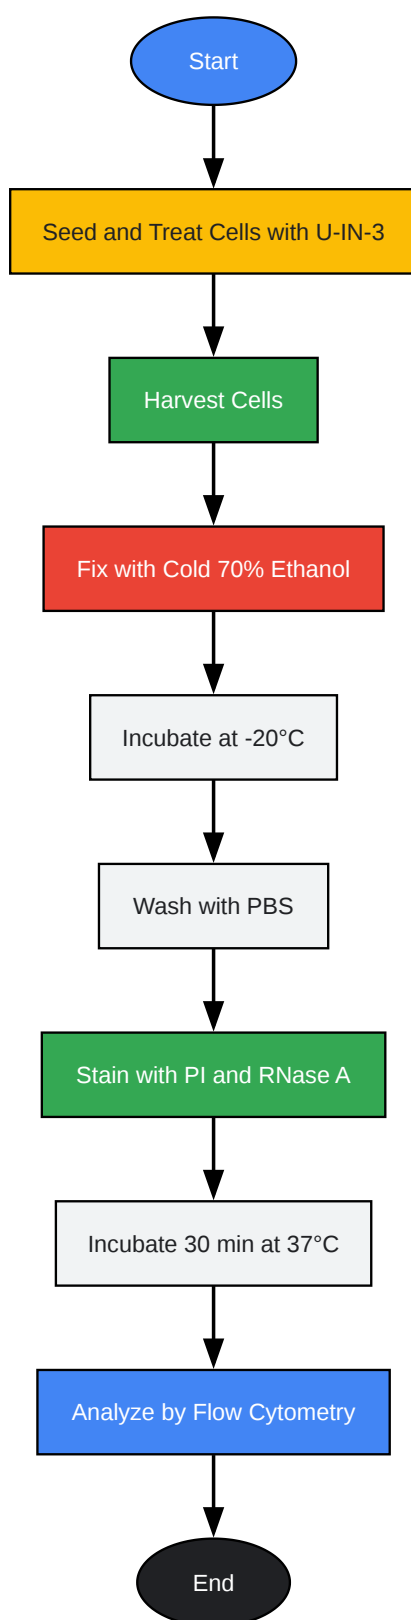 Start
Seed and Treat Cells with U-IN-3
Harvest Cells
Fix with Cold 70% Ethanol
Incubate at -20°C
Wash with PBS
Stain with PI and RNase A
Incubate 30 min at 37°C
Analyze by Flow Cytometry
End